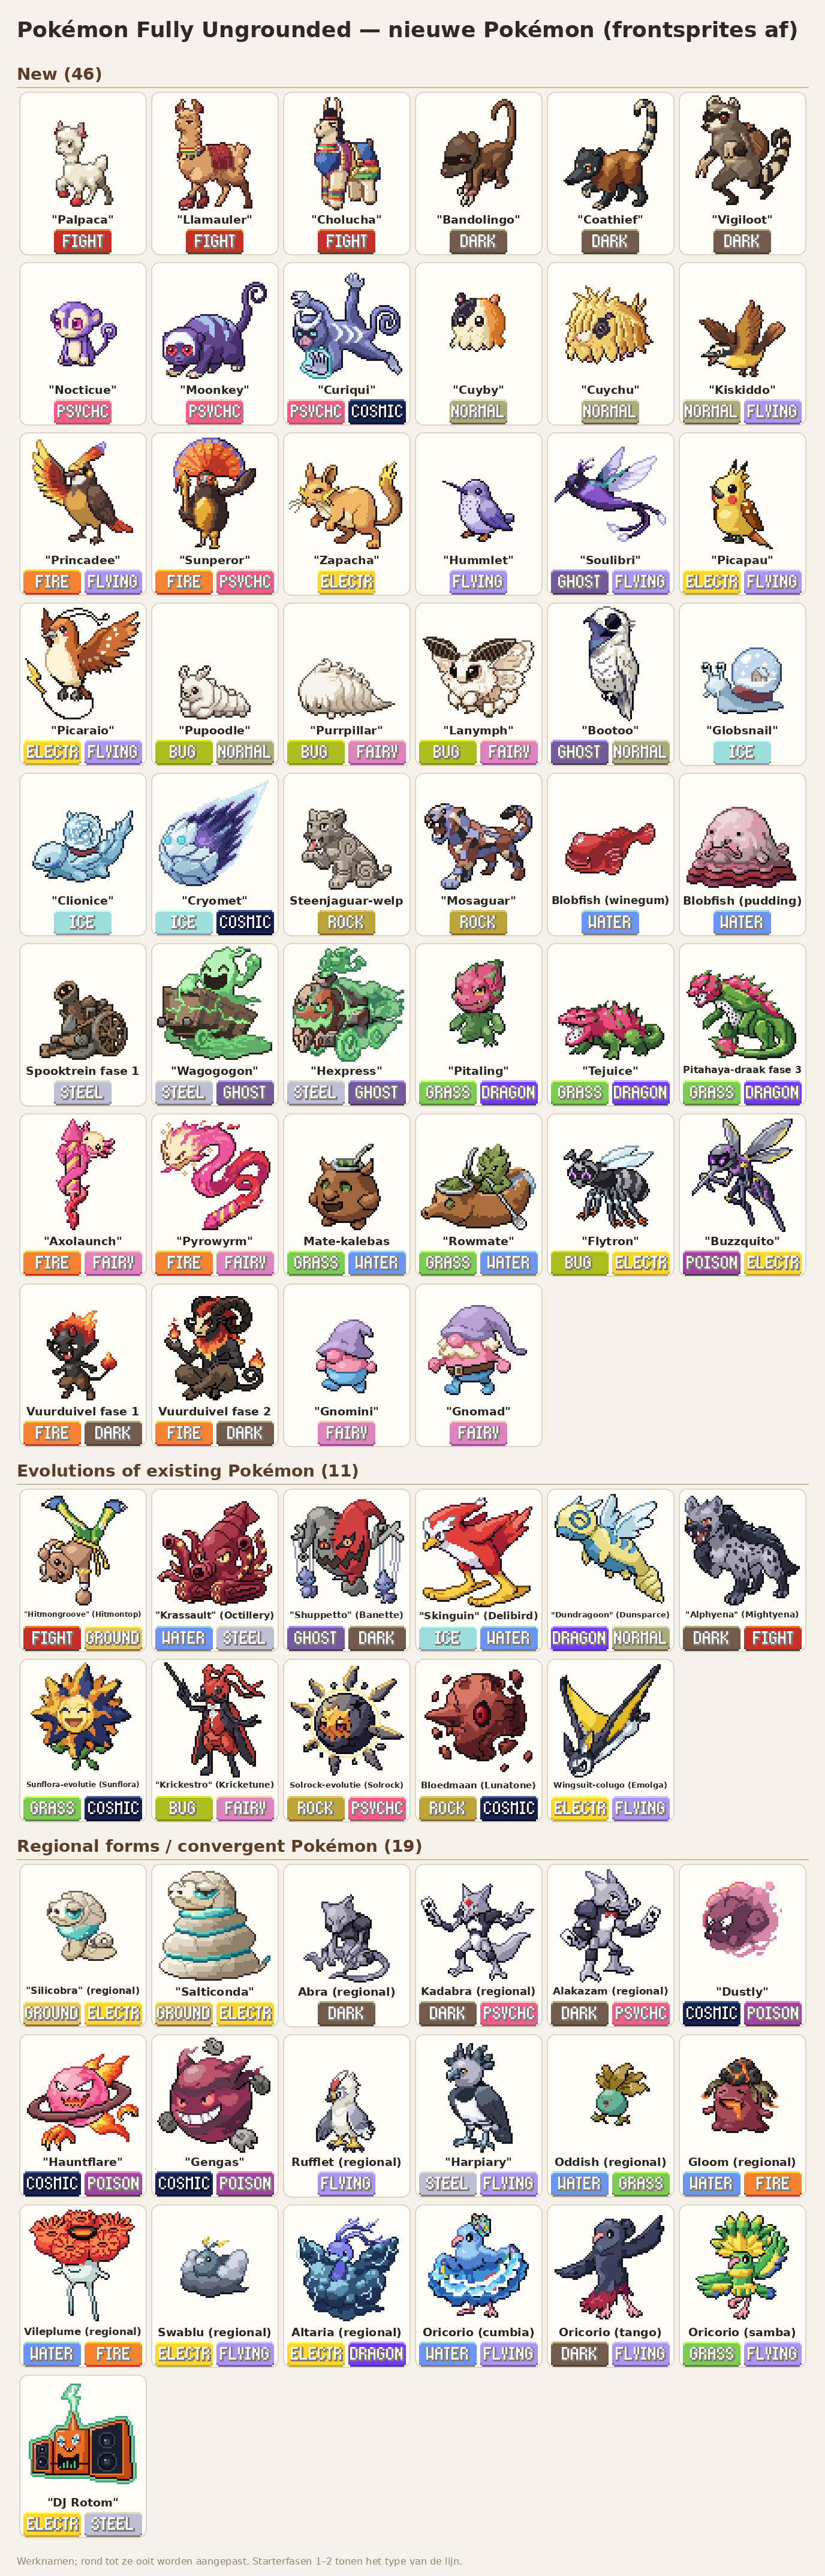 Pokémon Fully Ungrounded — nieuwe Pokémon (frontsprites af)
New (46)
"Palpaca" "Llamauler" "Cholucha" "Bandolingo" "Coathief" "Vigiloot"
FIGHT FIGHT FIGHT DARK DARK DARK
"Nocticue" "Moonkey" "Curiqui" "Cuyby" "Cuychu" "Kiskiddo"
PSYCHC PSYCHC PSYCHC COSMIC NORMAL NORMAL NORMAL FLYING
"Princadee" "Sunperor" "Zapacha" "Hummlet" "Soulibri" "Picapau"
FIRE FLYING FIRE PSYCHC ELECTR FLYING GHOST FLYING ELECTR FLYING
"Picaraio" "Pupoodle" "Purrpillar" "Lanymph" "Bootoo" "Globsnail"
ELECTR FLYING BUG NORMAL BUG FAIRY BUG FAIRY GHOST NORMAL ICE
"Clionice" "Cryomet" Steenjaguar-welp "Mosaguar" Blobfish (winegum) Blobfish (pudding)
ICE ICE COSMIC ROCK ROCK WATER WATER
Spooktrein fase 1 "Wagogogon" "Hexpress" "Pitaling" "Tejuice" Pitahaya-draak fase 3
STEEL STEEL GHOST STEEL GHOST GRASS DRAGON GRASS DRAGON GRASS DRAGON
"Axolaunch" "Pyrowyrm" Mate-kalebas "Rowmate" "Flytron" "Buzzquito"
FIRE FAIRY FIRE FAIRY GRASS WATER GRASS WATER BUG ELECTR POISON ELECTR
Vuurduivel fase 1 Vuurduivel fase 2 "Gnomini" "Gnomad"
FIRE DARK FIRE DARK FAIRY FAIRY
Evolutions of existing Pokémon (11)
"Hitmongroove" (Hitmontop) "Krassault" (Octillery) "Shuppetto" (Banette) "Skinguin" (Delibird) "Dundragoon" (Dunsparce) "Alphyena" (Mightyena)
FIGHT GROUND WATER STEEL GHOST DARK ICE WATER DRAGON NORMAL DARK FIGHT
Sunflora-evolutie (Sunflora) "Krickestro" (Kricketune) Solrock-evolutie (Solrock) Bloedmaan (Lunatone) Wingsuit-colugo (Emolga)
GRASS COSMIC BUG FAIRY ROCK PSYCHC ROCK COSMIC ELECTR FLYING
Regional forms / convergent Pokémon (19)
"Silicobra" (regional) "Salticonda" Abra (regional) Kadabra (regional) Alakazam (regional) "Dustly"
GROUND ELECTR GROUND ELECTR DARK DARK PSYCHC DARK PSYCHC COSMIC POISON
"Hauntflare" "Gengas" Rufflet (regional) "Harpiary" Oddish (regional) Gloom (regional)
COSMIC POISON COSMIC POISON FLYING STEEL FLYING WATER GRASS WATER FIRE
Vileplume (regional) Swablu (regional) Altaria (regional) Oricorio (cumbia) Oricorio (tango) Oricorio (samba)
WATER FIRE ELECTR FLYING ELECTR DRAGON WATER FLYING DARK FLYING GRASS FLYING
"DJ Rotom"
ELECTR STEEL
Werknamen; rond tot ze ooit worden aangepast. Starterfasen 1–2 tonen het type van de lijn.